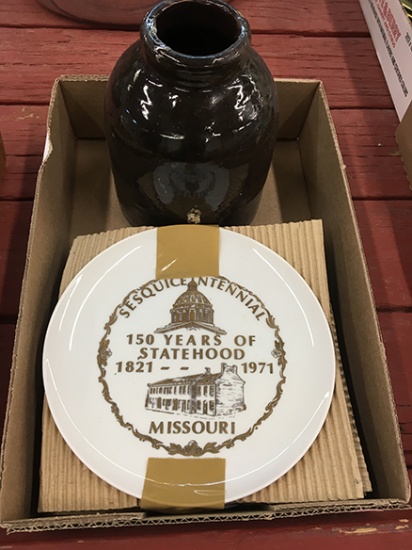 SESQUICENTENNIAL
150 YEARS OF
STATEHOOD
1821 - - 1971
MISSOURI